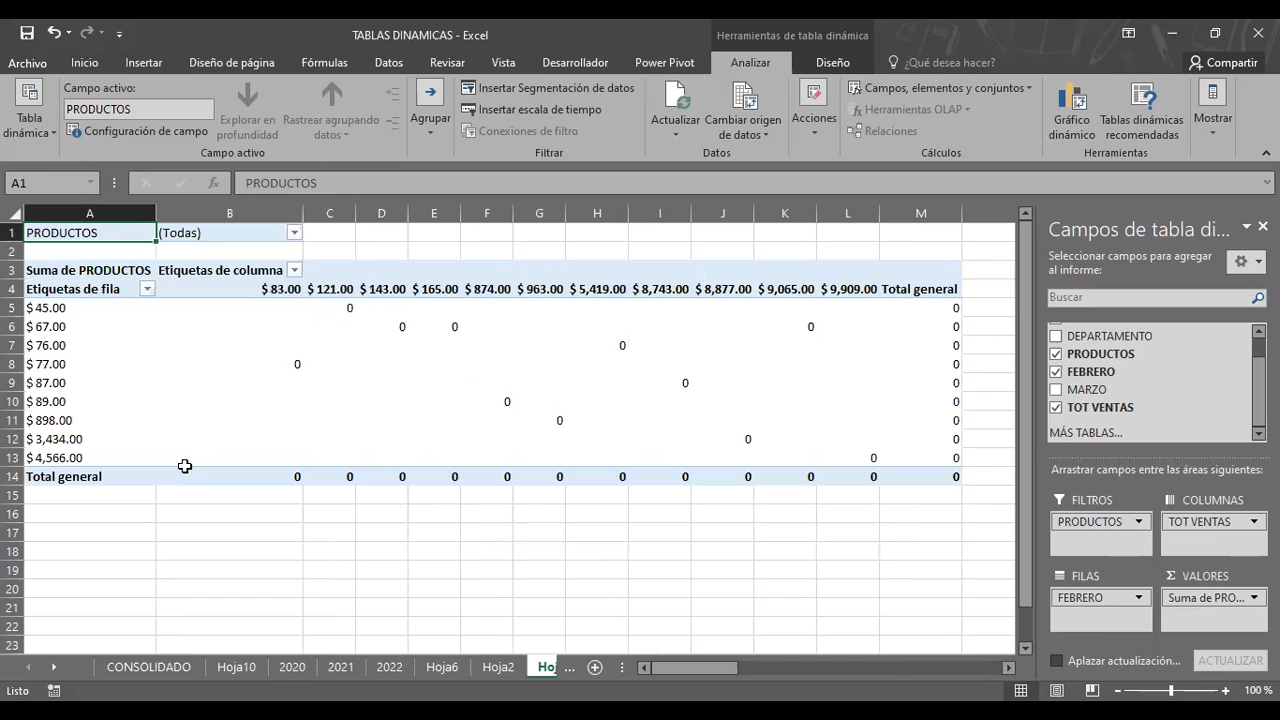 TABLAS DINAMICAS - Excel
Herramientas de tabla dinámica
Archivo Inicio Insertar Diseño de página Fórmulas Datos Revisar Vista Desarrollador Power Pivot Analizar Diseño ¿Qué desea hacer? Compartir
Tabla dinámica
Campo activo:
PRODUCTOS
Configuración de campo
Explorar en profundidad
Rastrear agrupando datos
Campo activo
Agrupar
Insertar Segmentación de datos
Insertar escala de tiempo
Conexiones de filtro
Filtrar
Actualizar
Cambiar origen de datos
Datos
Acciones
Campos, elementos y conjuntos
Herramientas OLAP
Relaciones
Cálculos
Gráfico dinámico
Tablas dinámicas recomendadas
Herramientas
Mostrar
A1 fx PRODUCTOS
A B C D E F G H I J K L M
1 PRODUCTOS (Todas)
2
3 Suma de PRODUCTOS Etiquetas de columna
4 Etiquetas de fila $ 83.00 $ 121.00 $ 143.00 $ 165.00 $ 874.00 $ 963.00 $ 5,419.00 $ 8,743.00 $ 8,877.00 $ 9,065.00 $ 9,909.00 Total general
5 $ 45.00 0 0
6 $ 67.00 0 0 0 0
7 $ 76.00 0 0
8 $ 77.00 0 0
9 $ 87.00 0 0
10 $ 89.00 0 0
11 $ 898.00 0 0
12 $ 3,434.00 0 0
13 $ 4,566.00 0 0
14 Total general 0 0 0 0 0 0 0 0 0 0 0 0
15
16
17
18
19
20
21
22
23
Campos de tabla di...
Seleccionar campos para agregar al informe:
Buscar
DEPARTAMENTO
PRODUCTOS
FEBRERO
MARZO
TOT VENTAS
MÁS TABLAS...
Arrastrar campos entre las áreas siguientes:
FILTROS
PRODUCTOS
COLUMNAS
TOT VENTAS
FILAS
FEBRERO
Σ VALORES
Suma de PRO...
Aplazar actualización...
ACTUALIZAR
CONSOLIDADO Hoja10 2020 2021 2022 Hoja6 Hoja2 Hoj ...
Listo
100 %